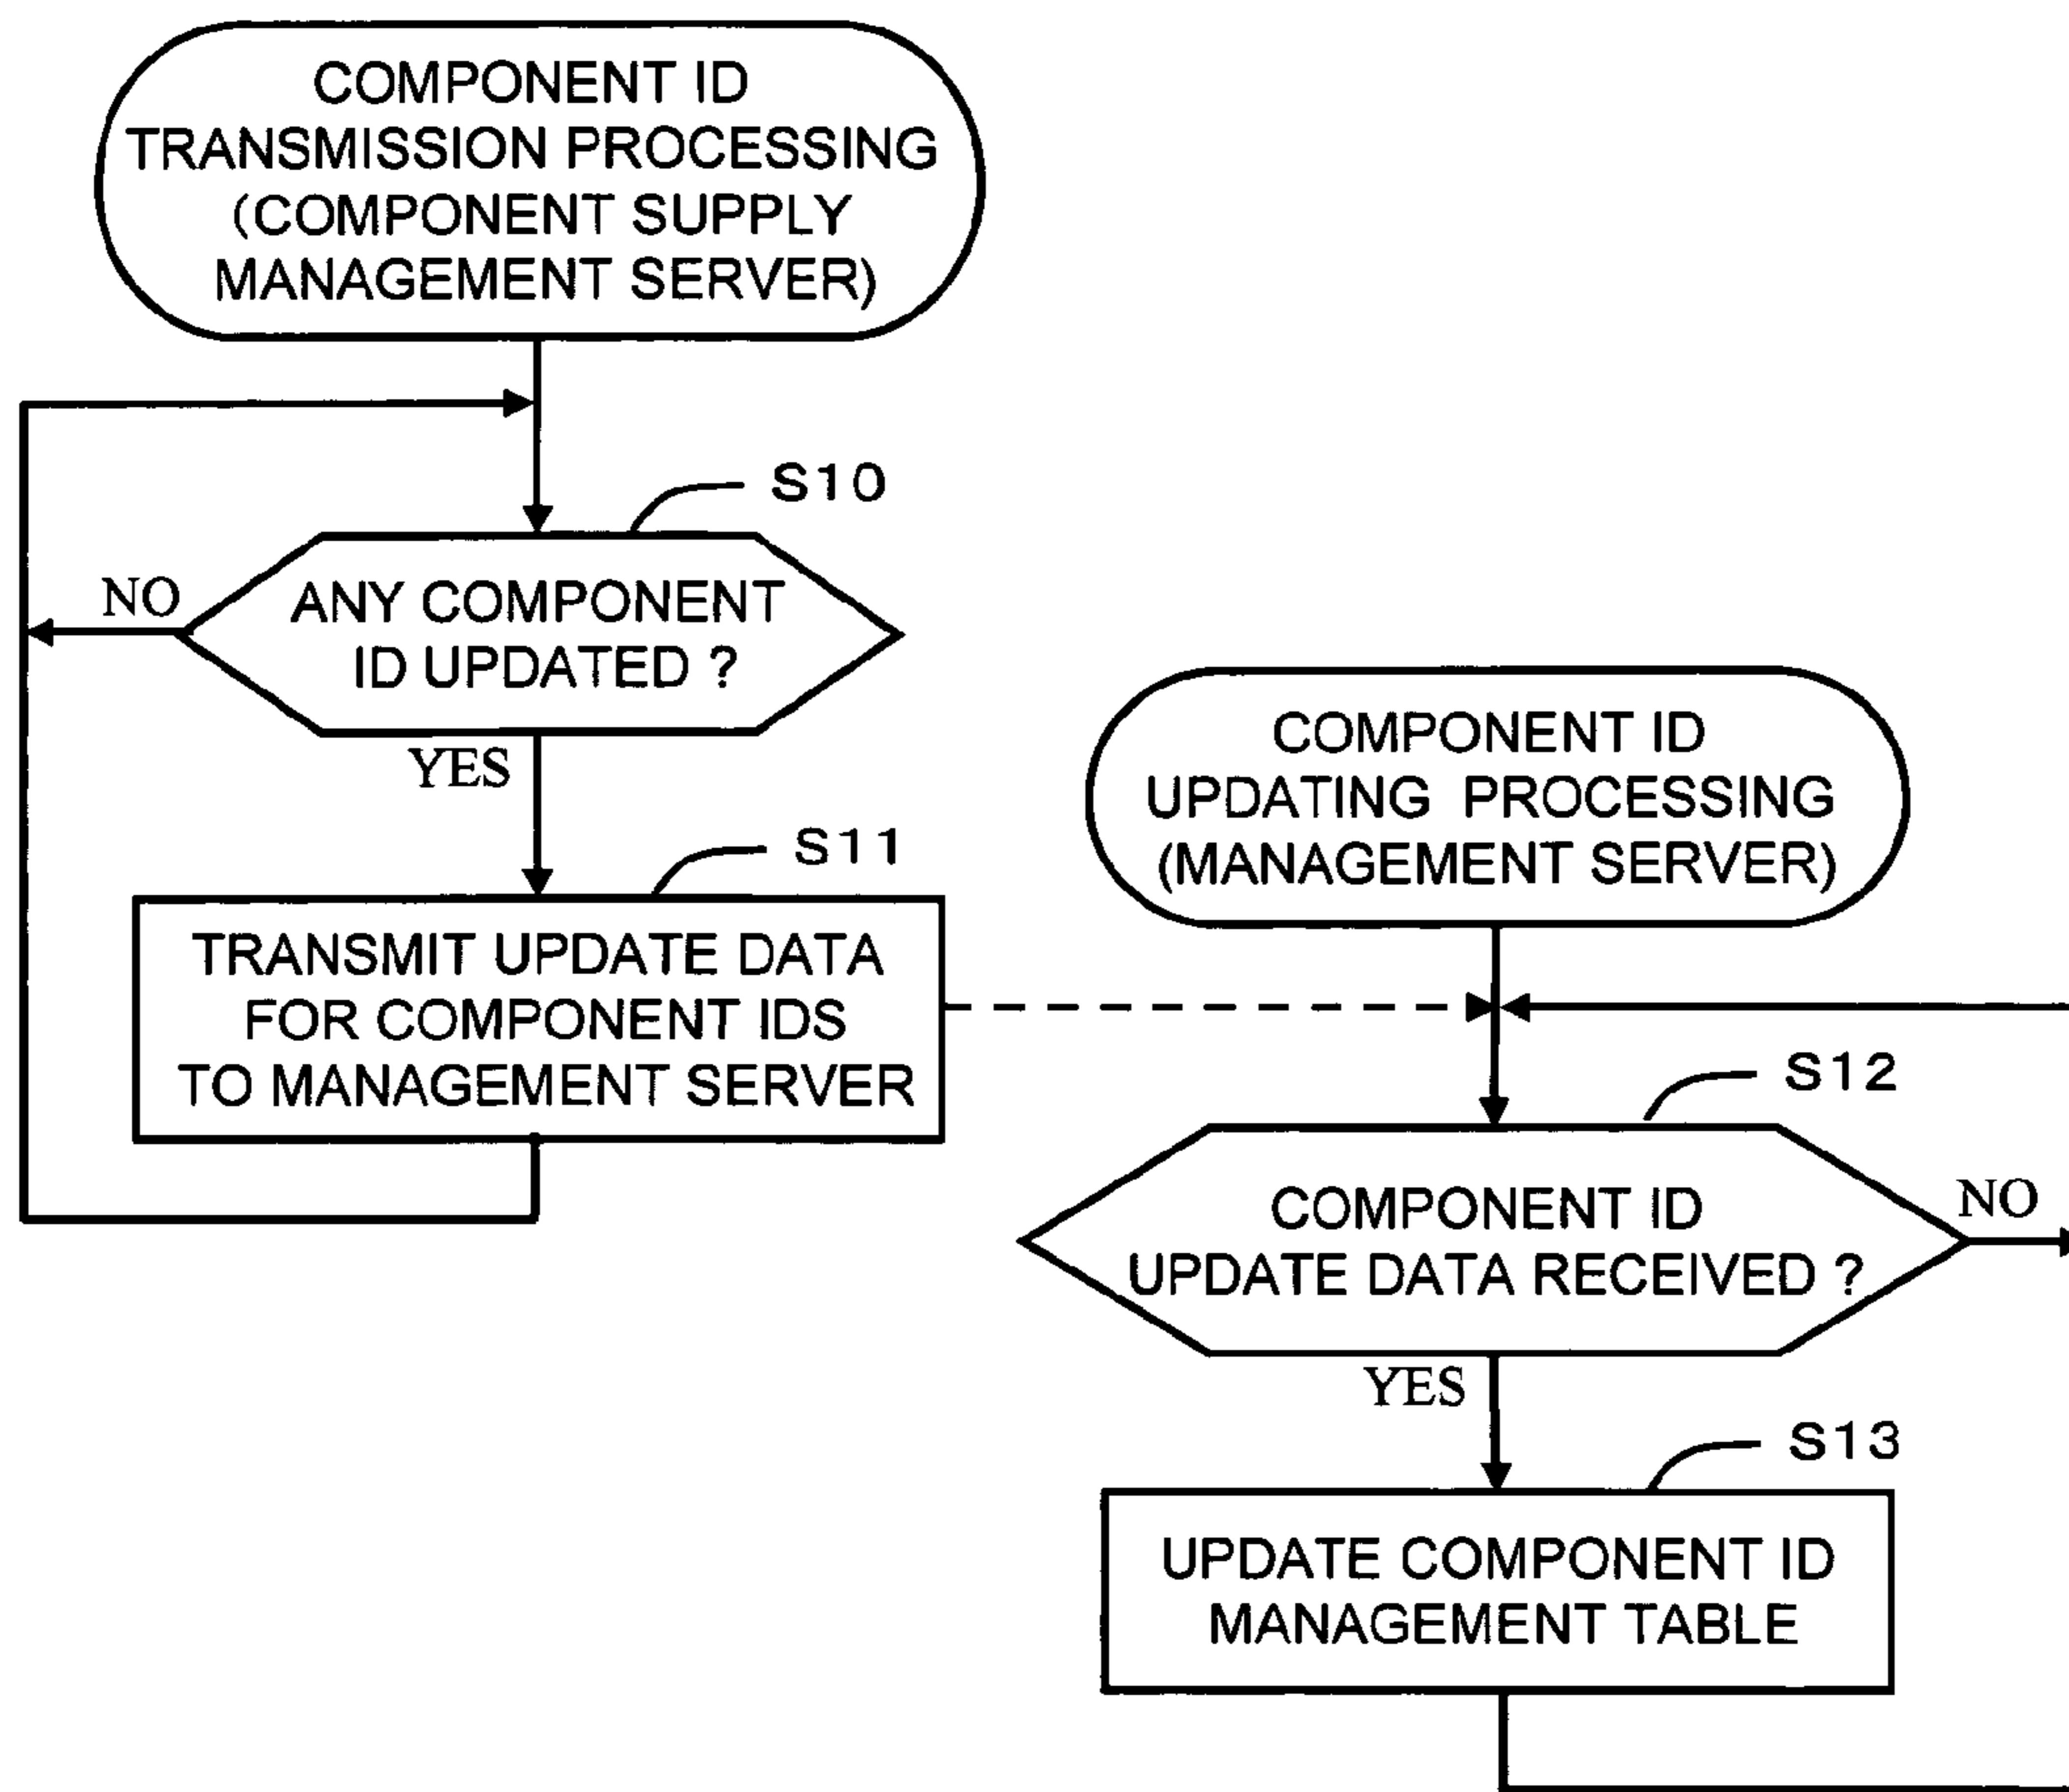 COMPONENT ID
TRANSMISSION PROCESSING
(COMPONENT SUPPLY
MANAGEMENT SERVER)
S10
NO
ANY COMPONENT
ID UPDATED ?
YES
S11
TRANSMIT UPDATE DATA
FOR COMPONENT IDS
TO MANAGEMENT SERVER
COMPONENT ID
UPDATING PROCESSING
(MANAGEMENT SERVER)
S12
COMPONENT ID
UPDATE DATA RECEIVED ?
NO
YES
S13
UPDATE COMPONENT ID
MANAGEMENT TABLE